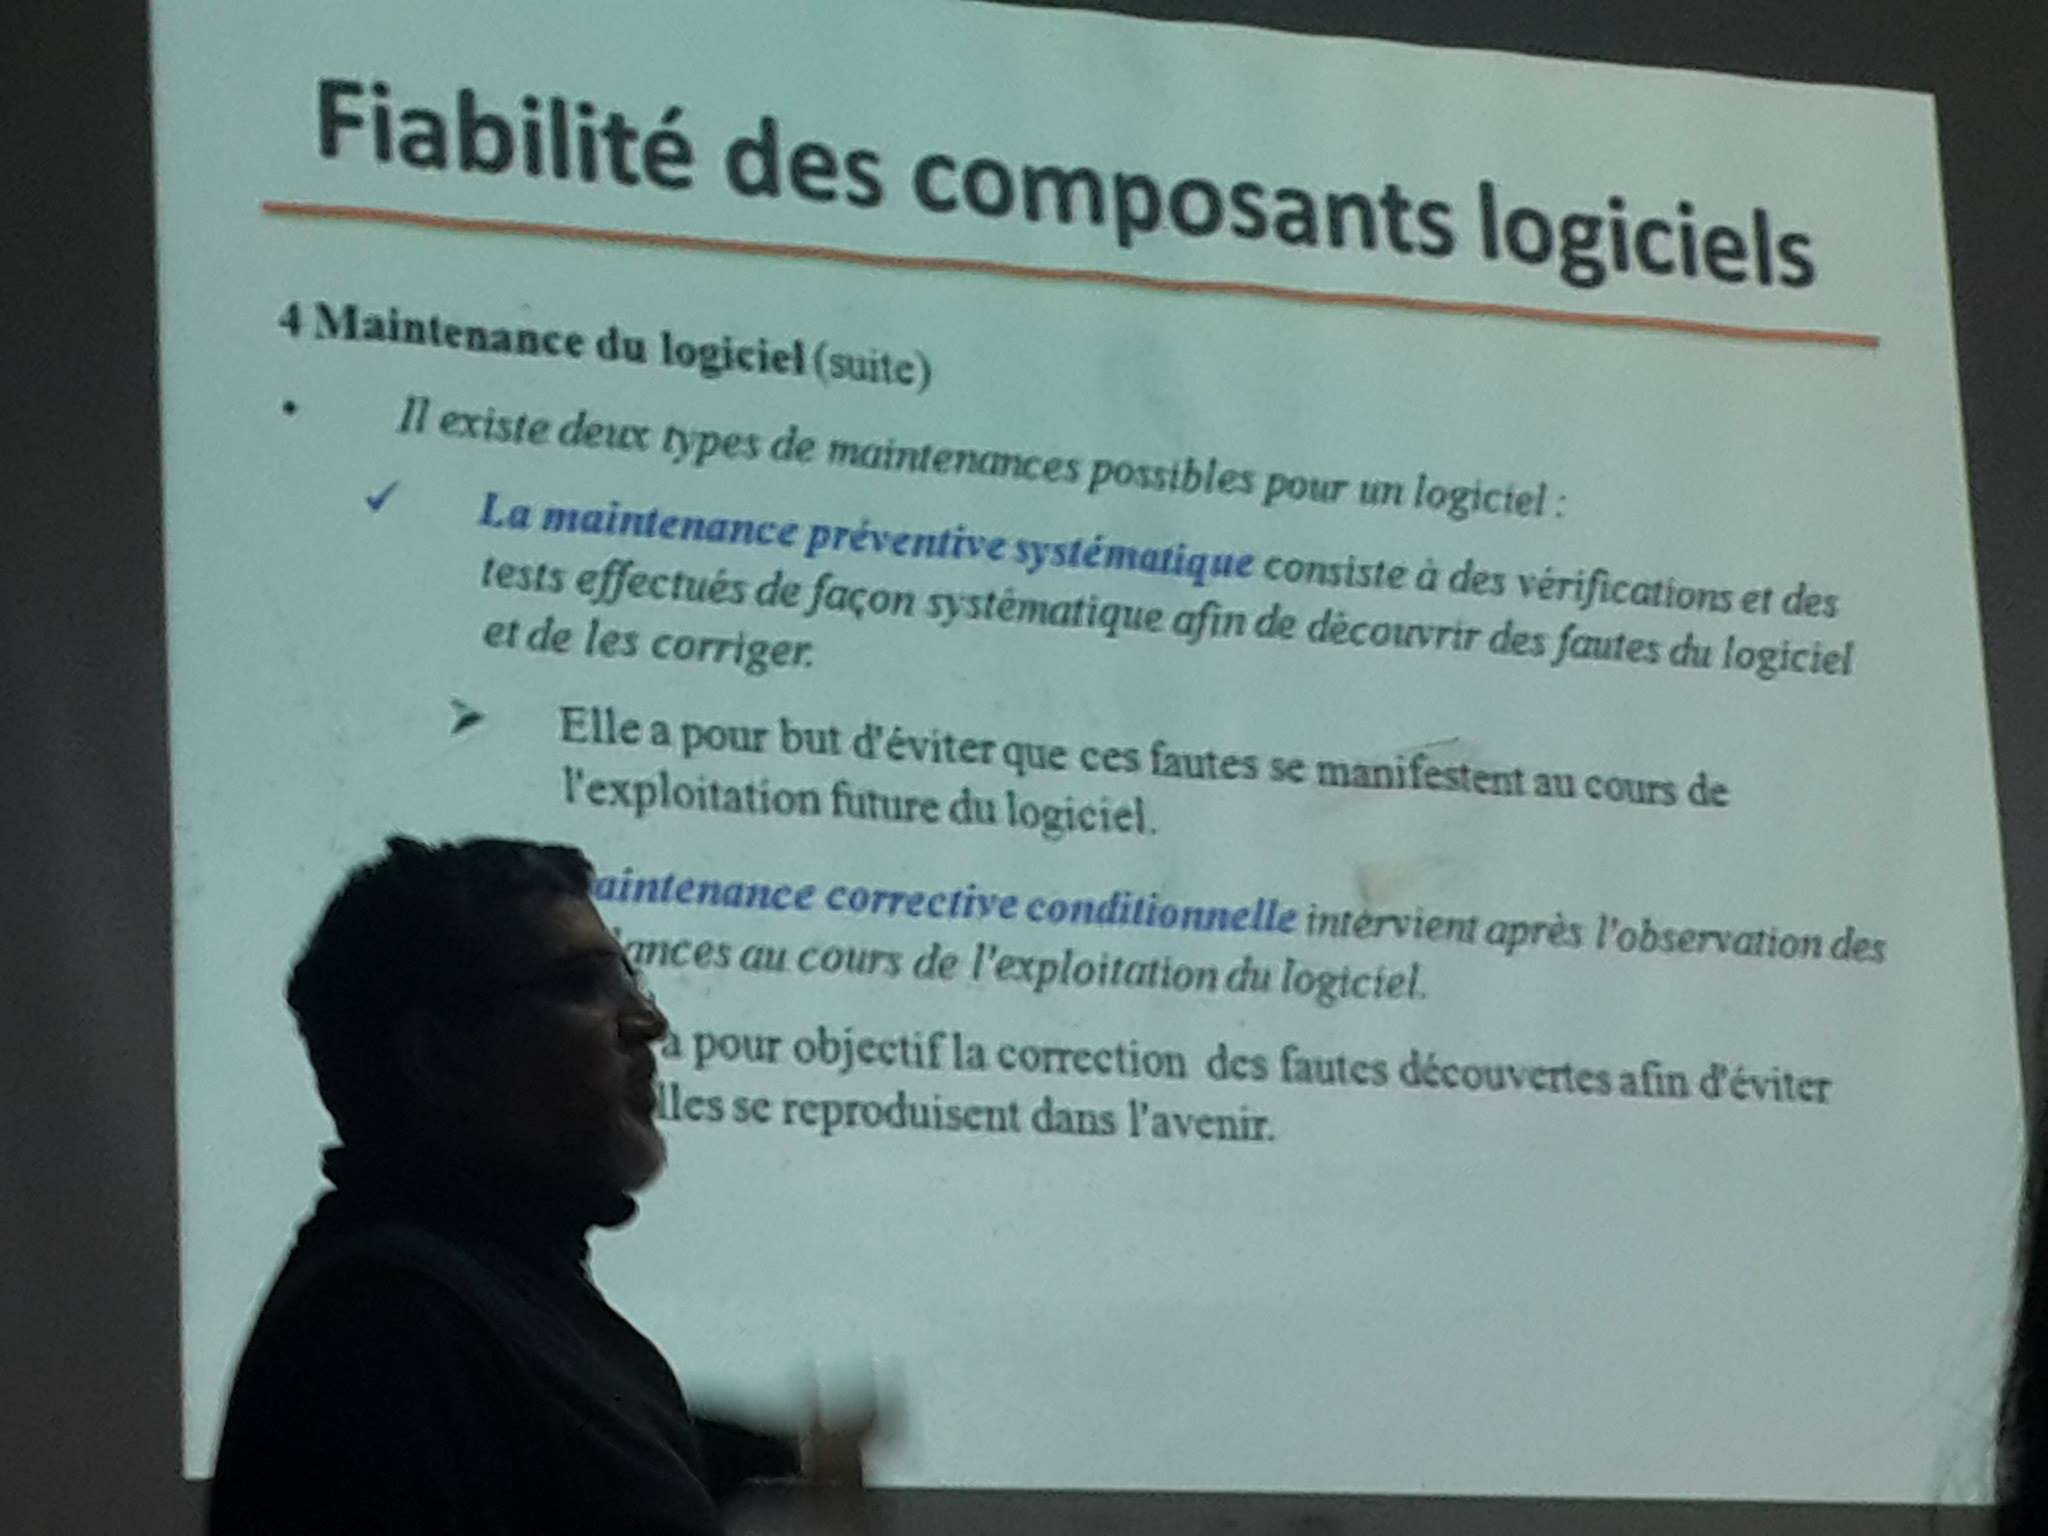 Fiabilité des composants logiciels
4 Maintenance du logiciel (suite)
• Il existe deux types de maintenances possibles pour un logiciel :
✓ La maintenance préventive systématique consiste à des vérifications et des
tests effectués de façon systématique afin de découvrir des fautes du logiciel
et de les corriger.
➤ Elle a pour but d'éviter que ces fautes se manifestent au cours de
l'exploitation future du logiciel.
aintenance corrective conditionnelle intervient après l'observation des
lances au cours de l'exploitation du logiciel.
a pour objectif la correction des fautes découvertes afin d'éviter
lles se reproduisent dans l'avenir.